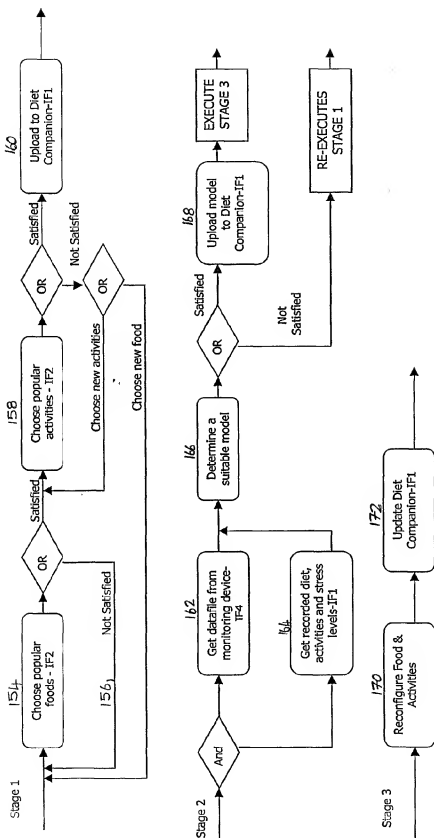 Stage 1
154
Choose popular
foods - IF2
156
OR
Satisfied
Not Satisfied
158
Choose popular
activities - IF2
OR
Satisfied
Not Satisfied
OR
Choose new activities
Choose new food
160
Upload to Diet
Companion-IF1
Stage 2
And
162
Get datafile from
monitoring device-
IF4
164
Get recorded diet,
activities and stress
levels-IF1
166
Determine a
suitable model
OR
Satisfied
Not
Satisfied
168
Upload model
to Diet
Companion-IF1
EXECUTE
STAGE 3
RE-EXECUTES
STAGE 1
Stage 3
170
Reconfigure Food &
Activities
172
Update Diet
Companion-IF1